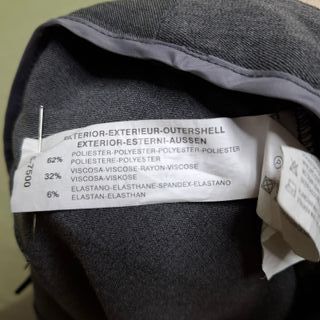 EXTERIOR-EXTERIEUR-OUTERSHELL
EXTERIOR-ESTERNI-AUSSEN
62% POLIESTER-POLYESTER-POLYESTER-POLIESTER
POLIESTERE-POLYESTER
32% VISCOSA-VISCOSE-RAYON-VISCOSE
VISCOSA-VISKOSE
6% ELASTANO-ELASTHANE-SPANDEX-ELASTANO
ELASTAN-ELASTHAN